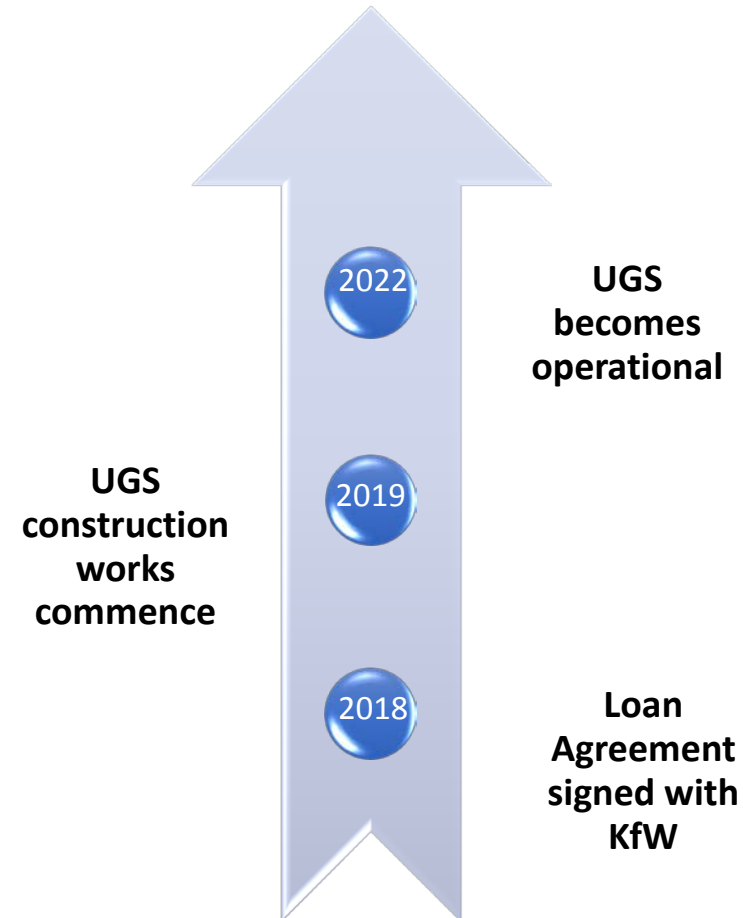 2022
UGS
becomes
operational
2019
UGS
construction
works
commence
2018
Loan
Agreement
signed with
KfW